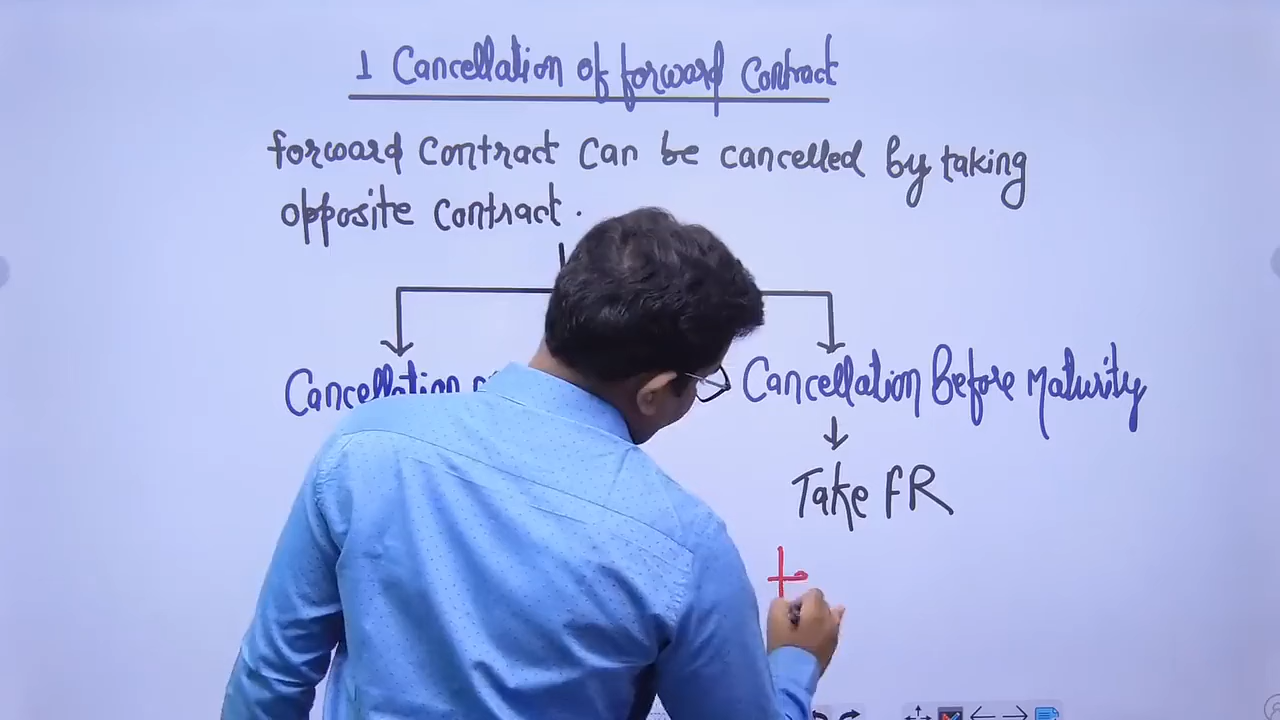 1 Cancellation of forward Contract
forward Contract Can be cancelled by taking
opposite contract.
Cancellation
Cancellation Before Maturity
Take FR